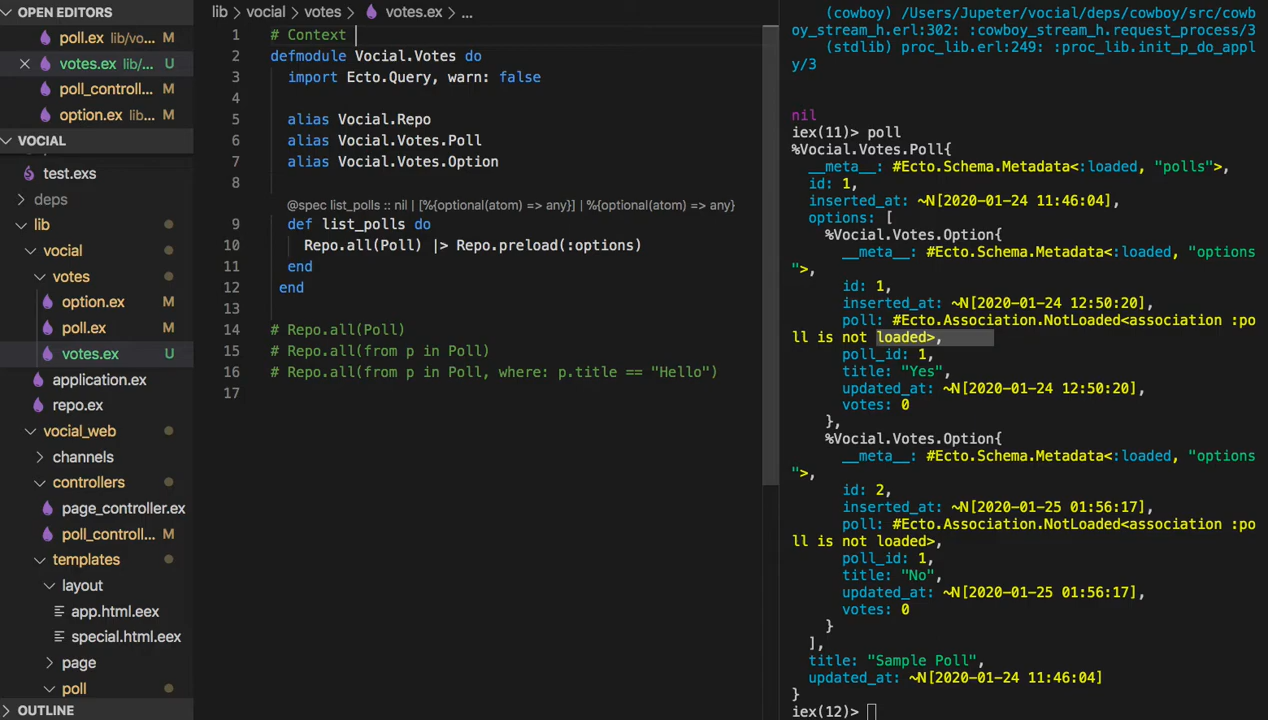 OPEN EDITORS
poll.ex lib/vo...
votes.ex lib/... U
poll_controll... M
option.ex lib... M
VOCIAL
test.exs
deps
lib
vocial
votes
option.ex M
poll.ex M
votes.ex U
application.ex
repo.ex
vocial_web
channels
controllers
page_controller.ex
poll_controll... M
templates
layout
app.html.eex
special.html.eex
page
poll
OUTLINE
lib > vocial > votes > votes.ex > ...
1 # Context
2 defmodule Vocial.Votes do
3 import Ecto.Query, warn: false
4
5 alias Vocial.Repo
6 alias Vocial.Votes.Poll
7 alias Vocial.Votes.Option
8
@spec list_polls :: nil | [%{optional(atom) => any}] | %{optional(atom) => any}
9 def list_polls do
10 Repo.all(Poll) |> Repo.preload(:options)
11 end
12 end
13
14 # Repo.all(Poll)
15 # Repo.all(from p in Poll)
16 # Repo.all(from p in Poll, where: p.title == "Hello")
17
(cowboy) /Users/Jupeter/vocial/deps/cowboy/src/cowb
oy_stream_h.erl:302: :cowboy_stream_h.request_process/3
(stdlib) proc_lib.erl:249: :proc_lib.init_p_do_appl
y/3
nil
iex(11)> poll
%Vocial.Votes.Poll{
__meta__: #Ecto.Schema.Metadata<:loaded, "polls">,
id: 1,
inserted_at: ~N[2020-01-24 11:46:04],
options: [
%Vocial.Votes.Option{
__meta__: #Ecto.Schema.Metadata<:loaded, "options
">,
id: 1,
inserted_at: ~N[2020-01-24 12:50:20],
poll: #Ecto.Association.NotLoaded<association :po
ll is not loaded>,
poll_id: 1,
title: "Yes",
updated_at: ~N[2020-01-24 12:50:20],
votes: 0
},
%Vocial.Votes.Option{
__meta__: #Ecto.Schema.Metadata<:loaded, "options
">,
id: 2,
inserted_at: ~N[2020-01-25 01:56:17],
poll: #Ecto.Association.NotLoaded<association :po
ll is not loaded>,
poll_id: 1,
title: "No",
updated_at: ~N[2020-01-25 01:56:17],
votes: 0
}
],
title: "Sample Poll",
updated_at: ~N[2020-01-24 11:46:04]
}
iex(12)>